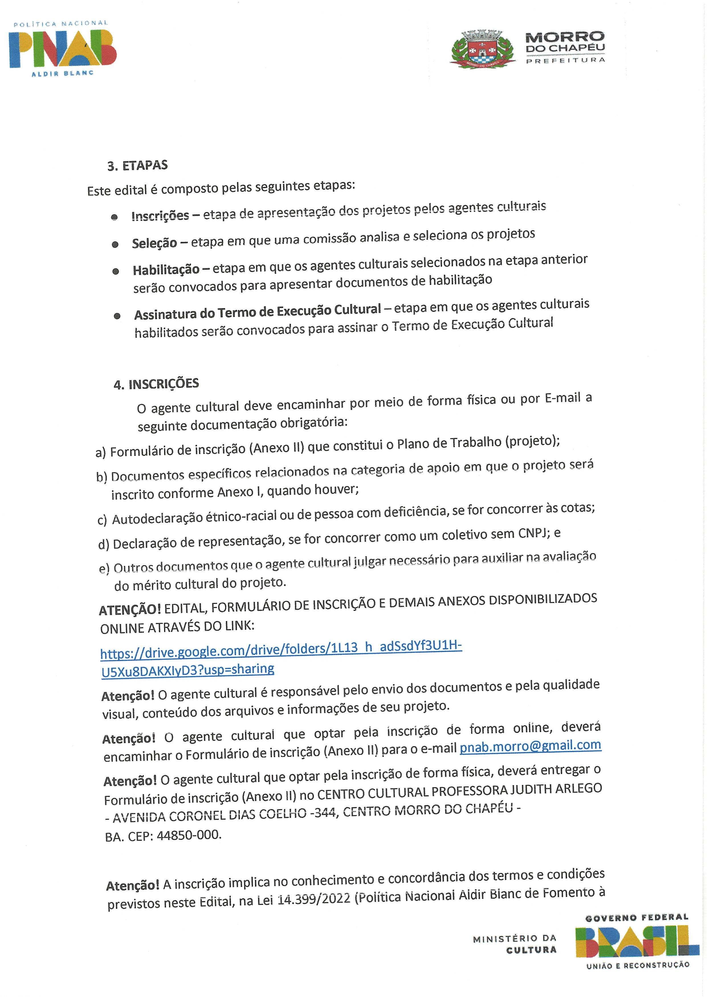 POLÍTICA NACIONAL
PNAB
ALDIR BLANC
MORRO
DO CHAPÉU
PREFEITURA
MORRO DO CHAPÉU
3. ETAPAS
Este edital é composto pelas seguintes etapas:
● Inscrições – etapa de apresentação dos projetos pelos agentes culturais
● Seleção – etapa em que uma comissão analisa e seleciona os projetos
● Habilitação – etapa em que os agentes culturais selecionados na etapa anterior
serão convocados para apresentar documentos de habilitação
● Assinatura do Termo de Execução Cultural – etapa em que os agentes culturais
habilitados serão convocados para assinar o Termo de Execução Cultural
4. INSCRIÇÕES
O agente cultural deve encaminhar por meio de forma física ou por E-mail a
seguinte documentação obrigatória:
a) Formulário de inscrição (Anexo II) que constitui o Plano de Trabalho (projeto);
b) Documentos específicos relacionados na categoria de apoio em que o projeto será
inscrito conforme Anexo I, quando houver;
c) Autodeclaração étnico-racial ou de pessoa com deficiência, se for concorrer às cotas;
d) Declaração de representação, se for concorrer como um coletivo sem CNPJ; e
e) Outros documentos que o agente cultural julgar necessário para auxiliar na avaliação
do mérito cultural do projeto.
ATENÇÃO! EDITAL, FORMULÁRIO DE INSCRIÇÃO E DEMAIS ANEXOS DISPONIBILIZADOS
ONLINE ATRAVÉS DO LINK:
https://drive.google.com/drive/folders/1L13_h_adSsdYf3U1H-
U5Xu8DAKXIyD3?usp=sharing
Atenção! O agente cultural é responsável pelo envio dos documentos e pela qualidade
visual, conteúdo dos arquivos e informações de seu projeto.
Atenção! O agente cultural que optar pela inscrição de forma online, deverá
encaminhar o Formulário de inscrição (Anexo II) para o e-mail pnab.morro@gmail.com
Atenção! O agente cultural que optar pela inscrição de forma física, deverá entregar o
Formulário de inscrição (Anexo II) no CENTRO CULTURAL PROFESSORA JUDITH ARLEGO
- AVENIDA CORONEL DIAS COELHO -344, CENTRO MORRO DO CHAPÉU -
BA. CEP: 44850-000.
Atenção! A inscrição implica no conhecimento e concordância dos termos e condições
previstos neste Edital, na Lei 14.399/2022 (Política Nacional Aldir Blanc de Fomento à
MINISTÉRIO DA
CULTURA
GOVERNO FEDERAL
BRASIL
UNIÃO E RECONSTRUÇÃO